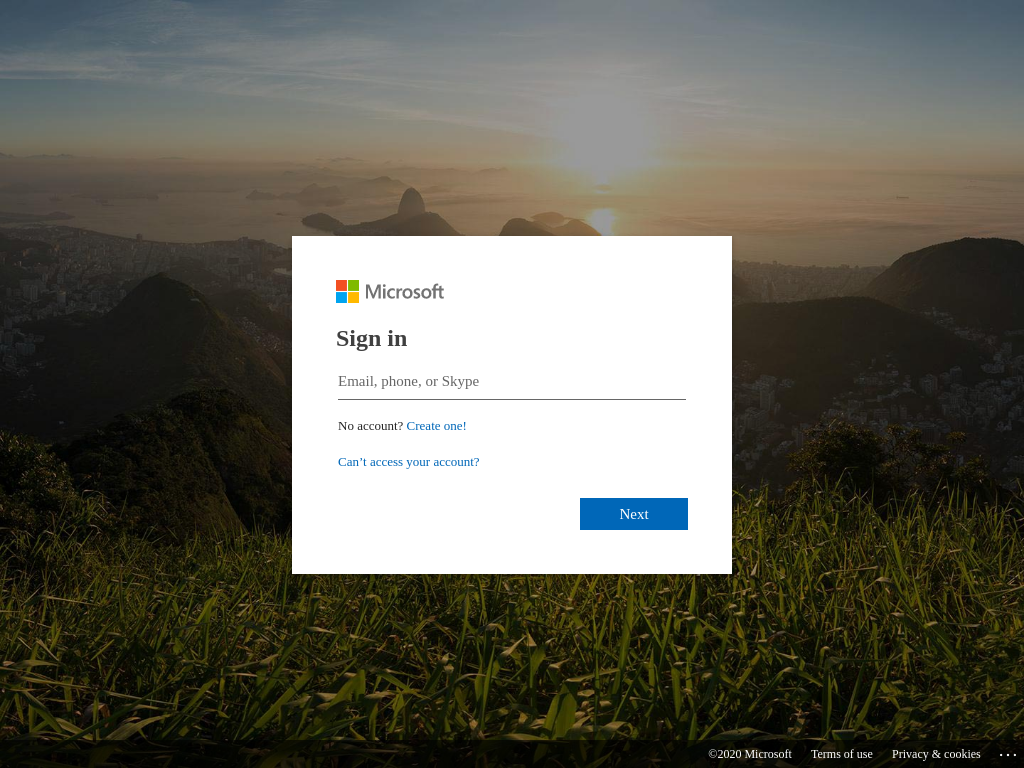 Microsoft
Sign in
Email, phone, or Skype
No account? Create one!
Can’t access your account?
Next
©2020 Microsoft Terms of use Privacy & cookies ...